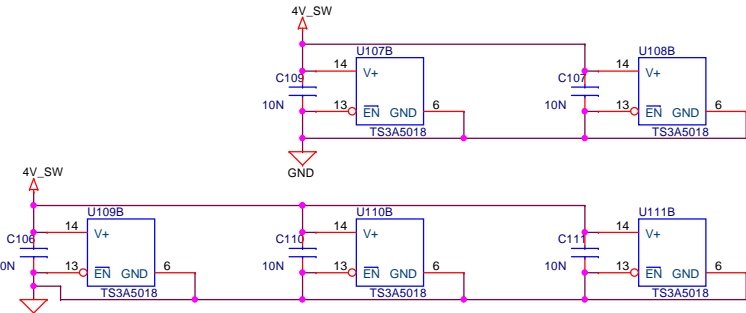 4V_SW
U107B
U108B
14
V+
14
V+
C109
C107
10N
13
EN
GND
6
10N
13
EN
GND
6
TS3A5018
TS3A5018
GND
4V_SW
U109B
U110B
U111B
14
V+
14
V+
14
V+
C106
C110
C111
0N
13
EN
GND
6
10N
13
EN
GND
6
10N
13
EN
GND
6
TS3A5018
TS3A5018
TS3A5018